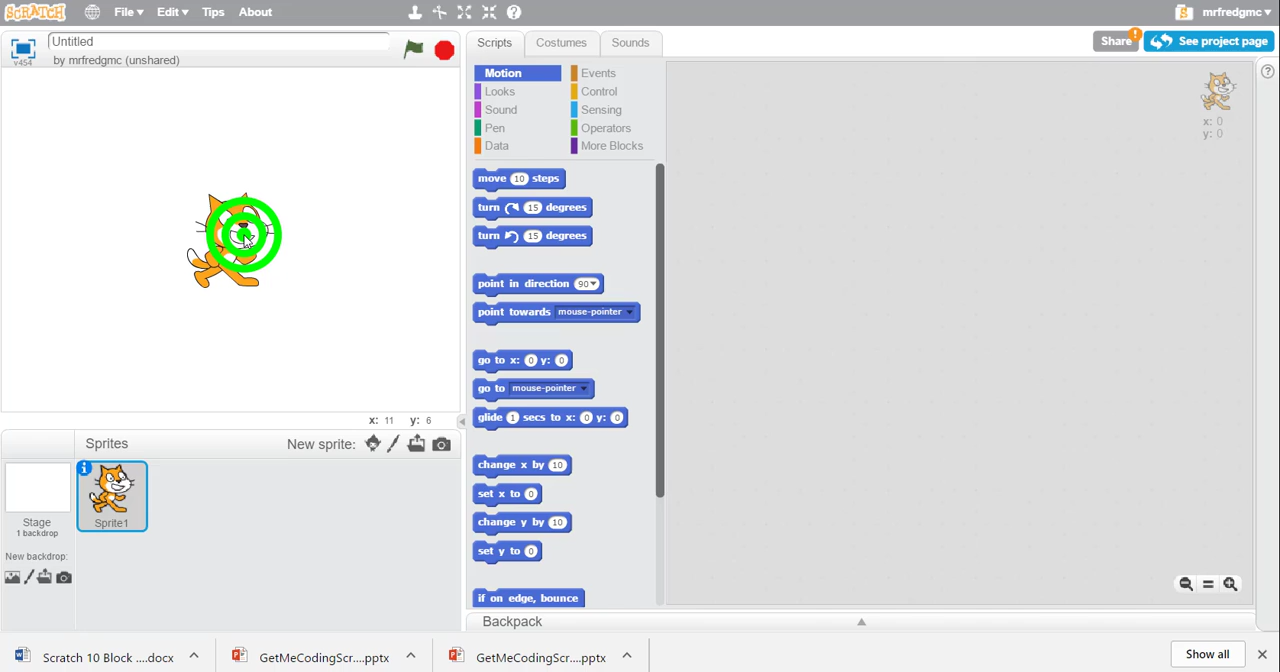 SCRATCH File▾ Edit▾ Tips About mrfredgmc▾
v454 Untitled
by mrfredgmc (unshared)
Scripts Costumes Sounds Share ! See project page
Motion Events
Looks Control
Sound Sensing
Pen Operators
Data More Blocks
x: 0
y: 0
move 10 steps
turn 15 degrees
turn 15 degrees
point in direction 90▾
point towards mouse-pointer
go to x: 0 y: 0
go to mouse-pointer
glide 1 secs to x: 0 y: 0
change x by 10
set x to 0
change y by 10
set y to 0
if on edge, bounce
x: 11 y: 6
Sprites New sprite:
Stage
1 backdrop
New backdrop:
Sprite1
Backpack
Scratch 10 Block ....docx GetMeCodingScr....pptx GetMeCodingScr....pptx Show all